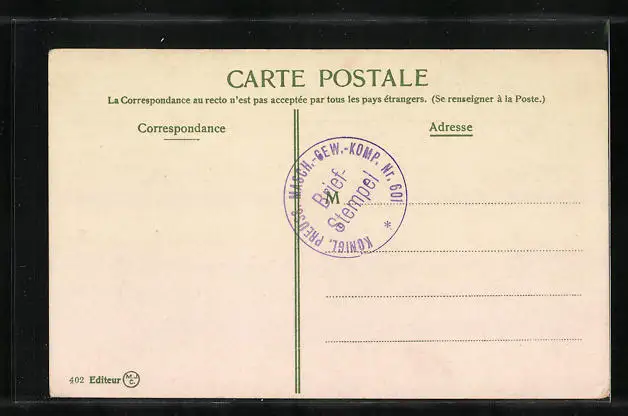 CARTE POSTALE
La Correspondance au recto n'est pas acceptée par tous les pays étrangers. (Se renseigner à la Poste.)
Correspondance
Adresse
KÖNIGL. PREUSS. MASCH.-GEW.-KOMP. Nr. 601 *
Brief-
Stempel
M
402 Editeur M.J.C.